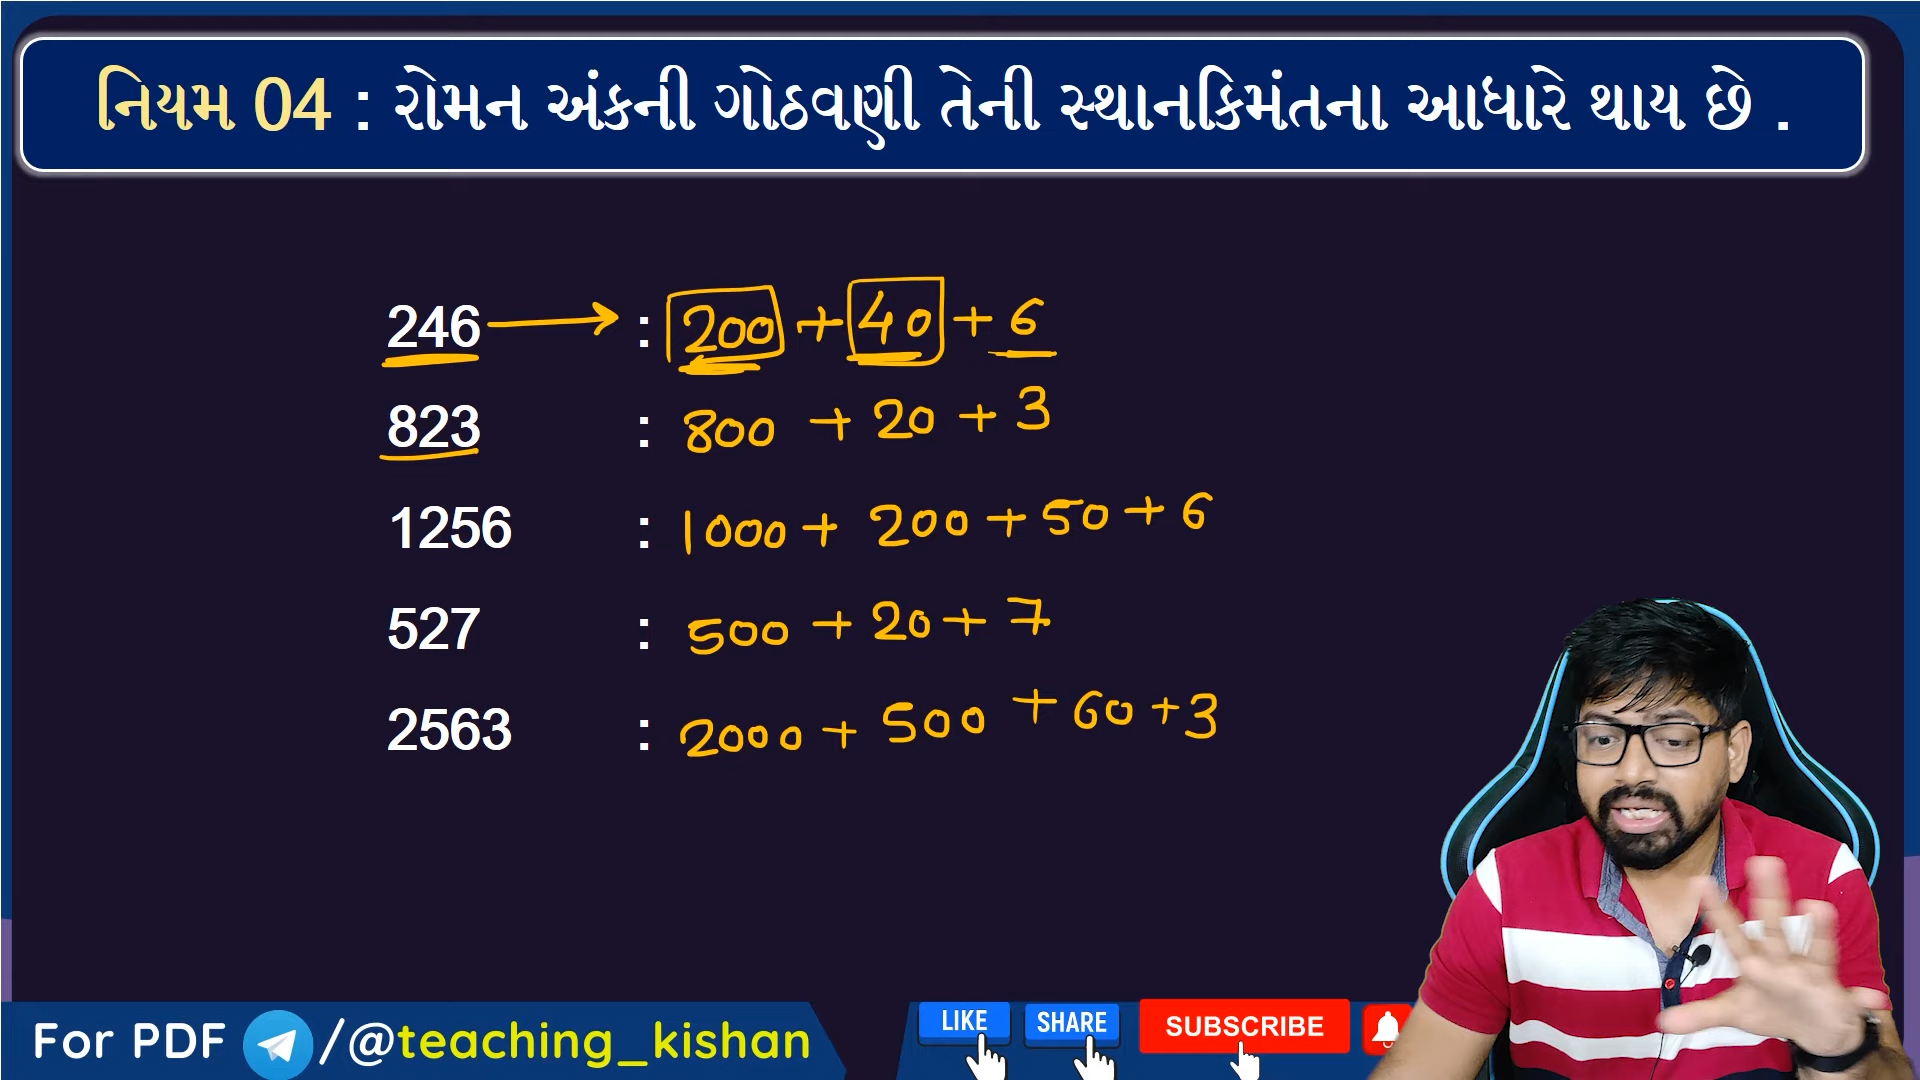 નિયમ 04 : રોમન અંકની ગોઠવણી તેની સ્થાનકિમંતના આધારે થાય છે .
246 : 200 + 40 + 6
823 : 800 + 20 + 3
1256 : 1000 + 200 + 50 + 6
527 : 500 + 20 + 7
2563 : 2000 + 500 + 60 + 3
For PDF /@teaching_kishan
LIKE SHARE SUBSCRIBE